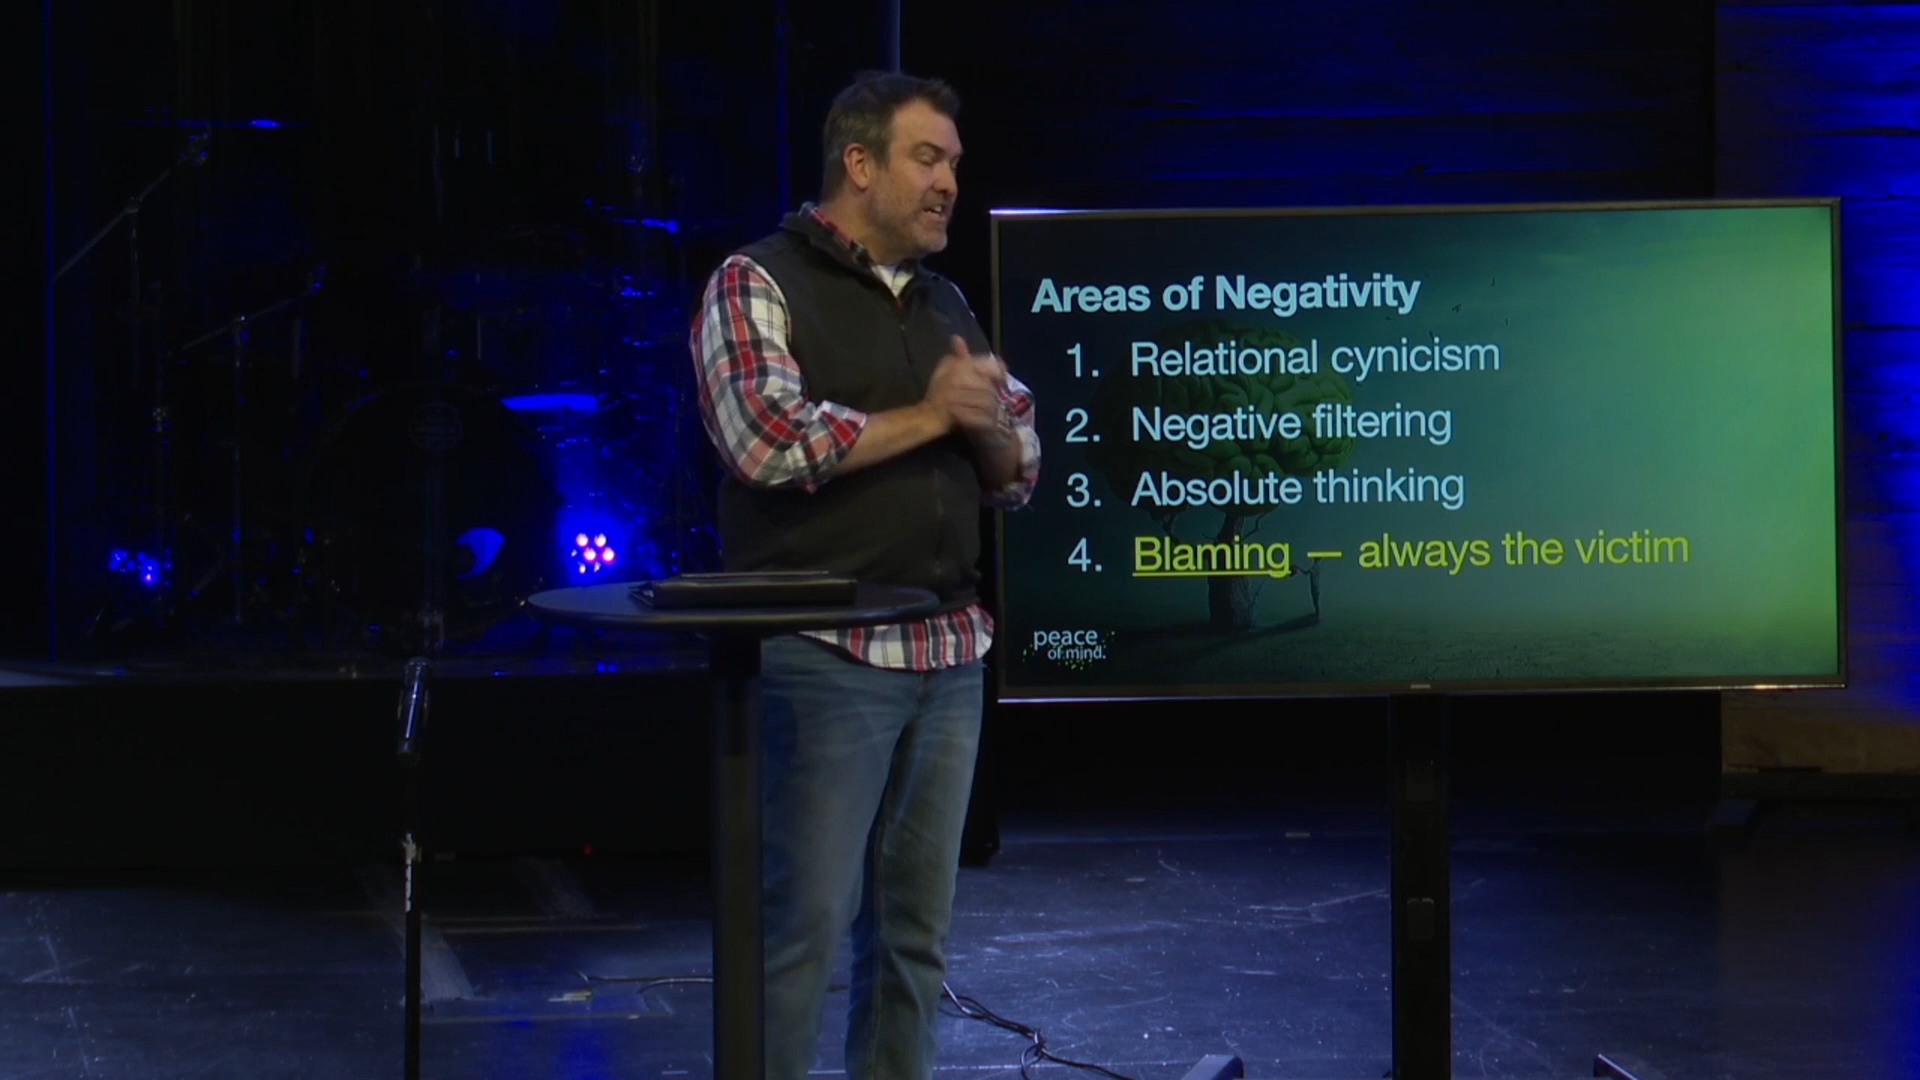 Areas of Negativity
1. Relational cynicism
2. Negative filtering
3. Absolute thinking
4. Blaming — always the victim
peace
of mind.